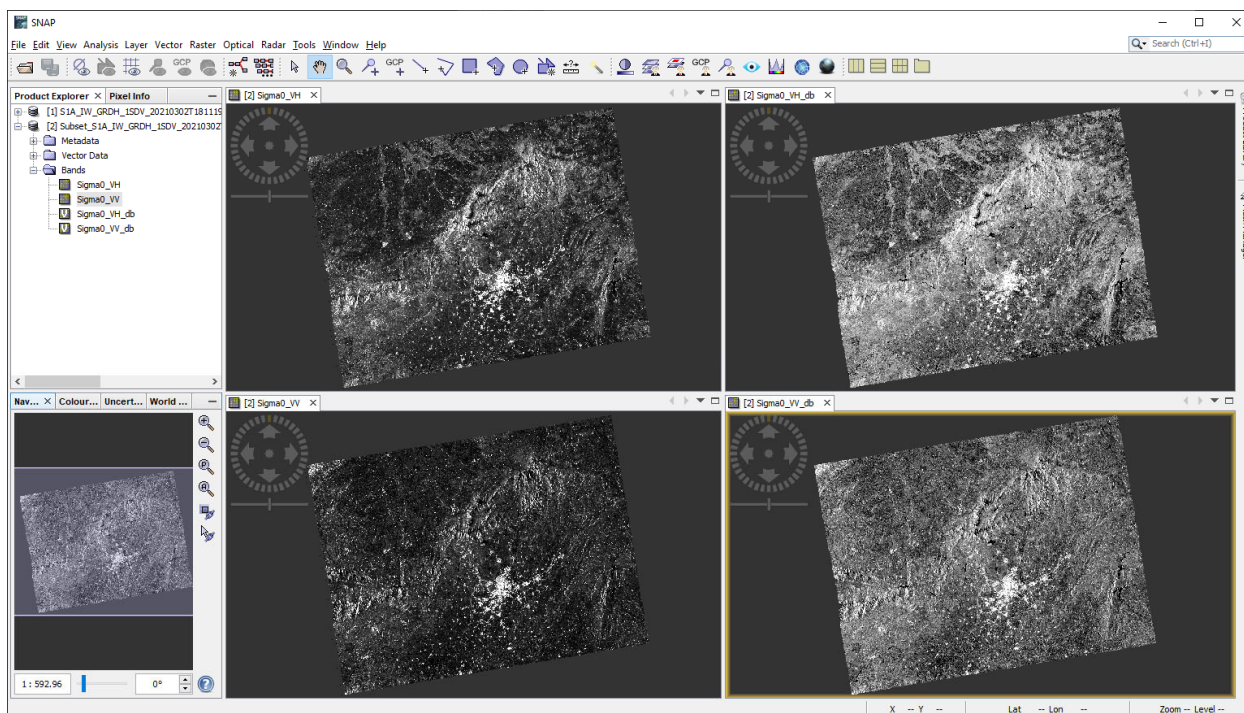 SNAP
File Edit View Analysis Layer Vector Raster Optical Radar Tools Window Help
Search (Ctrl+I)
GCP GCP GCP
Product Explorer × Pixel Info
[1] S1A_IW_GRDH_1SDV_20210302T181119
[2] Subset_S1A_IW_GRDH_1SDV_20210302T
Metadata
Vector Data
Bands
Sigma0_VH
Sigma0_VV
Sigma0_VH_db
Sigma0_VV_db
[2] Sigma0_VH ×
[2] Sigma0_VH_db ×
Nav... × Colour... Uncert... World ...
1 : 592.96
0°
[2] Sigma0_VV ×
[2] Sigma0_VV_db ×
X -- Y -- Lat -- Lon -- Zoom -- Level --